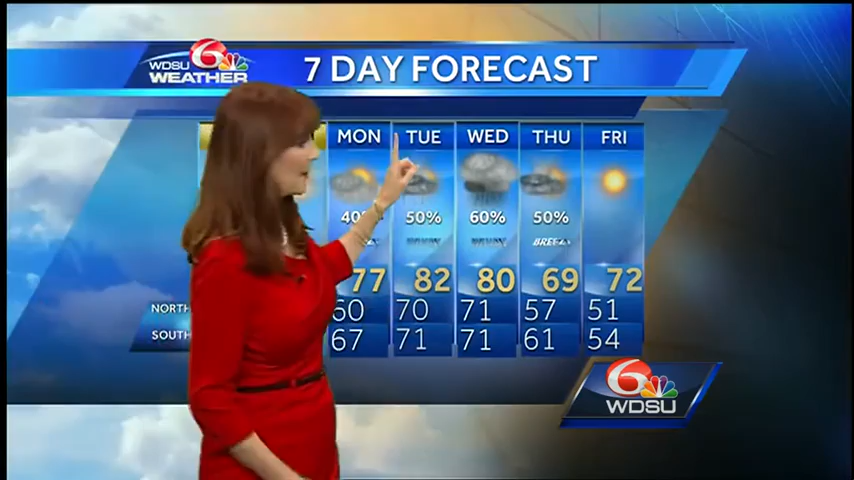 WDSU 6
WEATHER
7 DAY FORECAST
MON TUE WED THU FRI
40% 50% 60% 50%
BREEZY
77 82 80 69 72
NORTH 60 70 71 57 51
SOUTH 67 71 71 61 54
6
WDSU